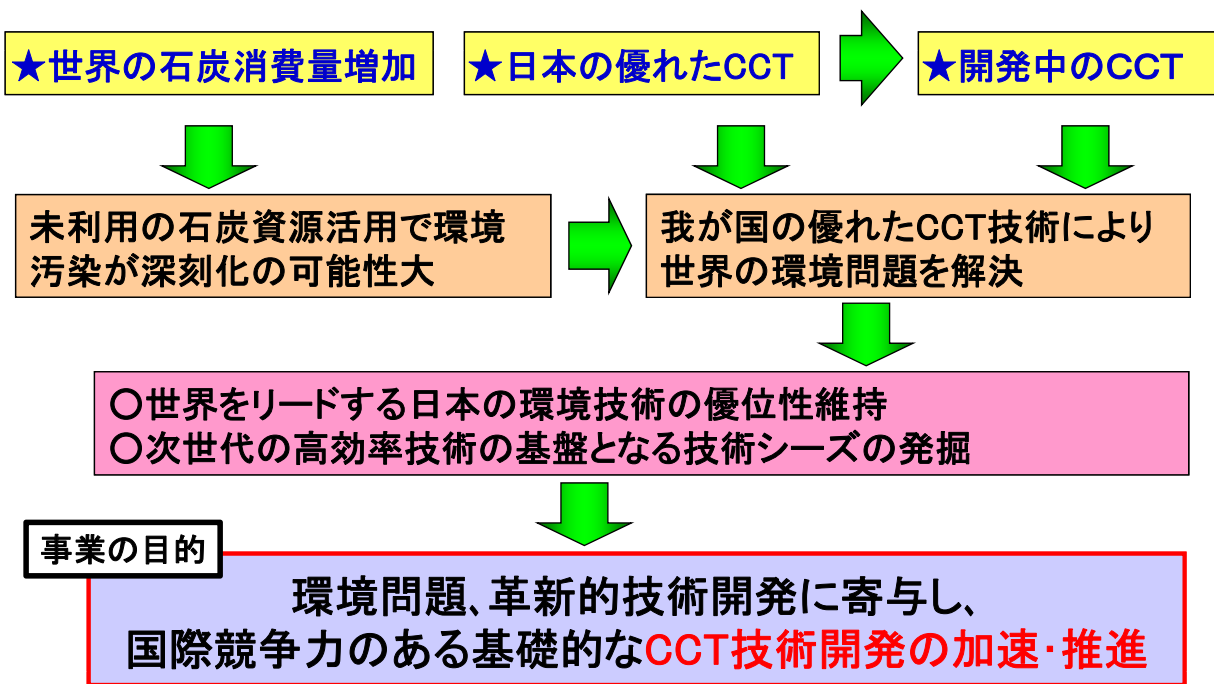 ★世界の石炭消費量増加
★日本の優れたCCT
★開発中のCCT
未利用の石炭資源活用で環境
汚染が深刻化の可能性大
我が国の優れたCCT技術により
世界の環境問題を解決
○世界をリードする日本の環境技術の優位性維持
○次世代の高効率技術の基盤となる技術シーズの発掘
事業の目的
環境問題、革新的技術開発に寄与し、
国際競争力のある基礎的なCCT技術開発の加速・推進